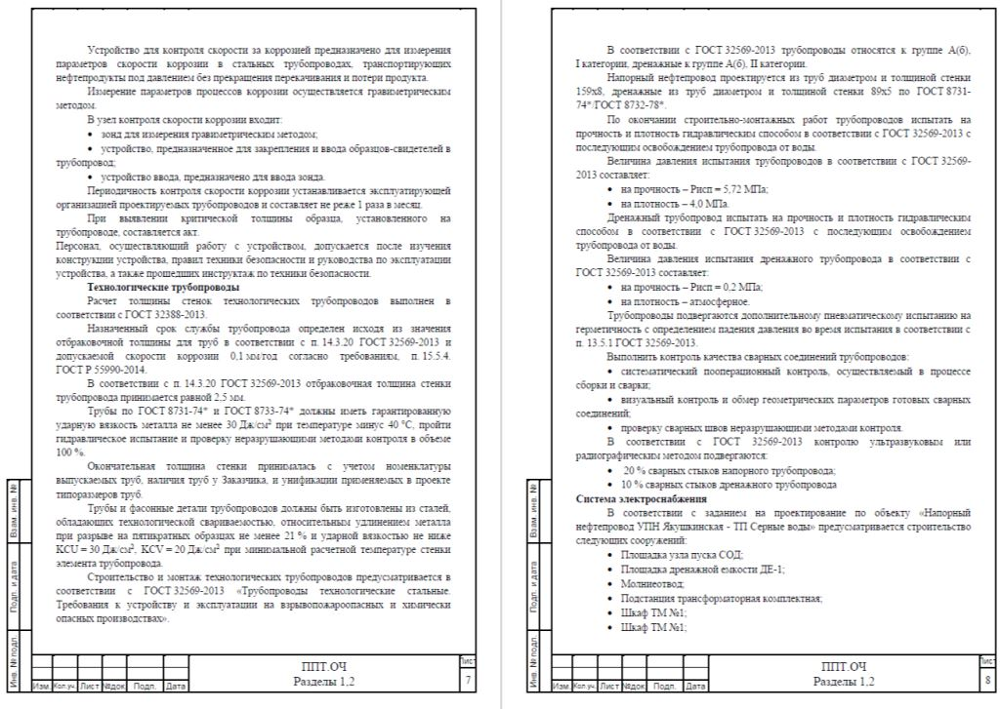 Устройство для контроля скорости за коррозией предназначено для измерения
параметров скорости коррозии в стальных трубопроводах, транспортирующих
нефтепродукты под давлением без прекращения перекачивания и потери продукта.
Измерение параметров процессов коррозии осуществляется гравиметрическим
методом.
В узел контроля скорости коррозии входит:
• зонд для измерения гравиметрическим методом;
• устройство, предназначенное для закрепления и ввода образцов-свидетелей в
трубопровод;
• устройство ввода, предназначено для ввода зонда.
Периодичность контроля скорости коррозии устанавливается эксплуатирующей
организацией проектируемых трубопроводов и составляет не реже 1 раза в месяц.
При выявлении критической толщины образца, установленного на
трубопроводе, составляется акт.
Персонал, осуществляющий работу с устройством, допускается после изучения
конструкции устройства, правил техники безопасности и руководства по эксплуатации
устройства, а также прошедших инструктаж по техники безопасности.
Технологические трубопроводы
Расчет толщины стенок технологических трубопроводов выполнен в
соответствии с ГОСТ 32388-2013.
Назначенный срок службы трубопровода определен исходя из значения
отбраковочной толщины для труб в соответствии с п. 14.3.20 ГОСТ 32569-2013 и
допускаемой скорости коррозии 0,1 мм/год согласно требованиям, п. 15.5.4.
ГОСТ Р 55990-2014.
В соответствии с п. 14.3.20 ГОСТ 32569-2013 отбраковочная толщина стенки
трубопровода принимается равной 2,5 мм.
Трубы по ГОСТ 8731-74* и ГОСТ 8733-74* должны иметь гарантированную
ударную вязкость металла не менее 30 Дж/см² при температуре минус 40 °С, пройти
гидравлическое испытание и проверку неразрушающими методами контроля в объеме
100 %.
Окончательная толщина стенки принималась с учетом номенклатуры
выпускаемых труб, наличия труб у Заказчика, и унификации применяемых в проекте
типоразмеров труб.
Трубы и фасонные детали трубопроводов должны быть изготовлены из сталей,
обладающих технологической свариваемостью, относительным удлинением металла
при разрыве на пятикратных образцах не менее 21 % и ударной вязкостью не ниже
KCU = 30 Дж/см², KCV = 20 Дж/см² при минимальной расчетной температуре стенки
элемента трубопровода.
Строительство и монтаж технологических трубопроводов предусматривается в
соответствии с ГОСТ 32569-2013 «Трубопроводы технологические стальные.
Требования к устройству и эксплуатации на взрывопожароопасных и химически
опасных производствах».
Взам. инв. №
Подп. и дата
Инв. № подл.
Изм. Кол.уч. Лист №док Подп. Дата
ППТ.ОЧ
Разделы 1,2
Лист
7
В соответствии с ГОСТ 32569-2013 трубопроводы относятся к группе А(б),
I категории, дренажные к группе А(б), II категории.
Напорный нефтепровод проектируется из труб диаметром и толщиной стенки
159х8, дренажные из труб диаметром и толщиной стенки 89х5 по ГОСТ 8731-
74*/ГОСТ 8732-78*.
По окончании строительно-монтажных работ трубопроводов испытать на
прочность и плотность гидравлическим способом в соответствии с ГОСТ 32569-2013 с
последующим освобождением трубопровода от воды.
Величина давления испытания трубопроводов в соответствии с ГОСТ 32569-
2013 составляет:
• на прочность – Рисп = 5,72 МПа;
• на плотность – 4,0 МПа.
Дренажный трубопровод испытать на прочность и плотность гидравлическим
способом в соответствии с ГОСТ 32569-2013 с последующим освобождением
трубопровода от воды.
Величина давления испытания дренажного трубопровода в соответствии с
ГОСТ 32569-2013 составляет:
• на прочность – Рисп = 0,2 МПа;
• на плотность – атмосферное.
Трубопроводы подвергаются дополнительному пневматическому испытанию на
герметичность с определением падения давления во время испытания в соответствии с
п. 13.5.1 ГОСТ 32569-2013.
Выполнить контроль качества сварных соединений трубопроводов:
• систематический пооперационный контроль, осуществляемый в процессе
сборки и сварки;
• визуальный контроль и обмер геометрических параметров готовых сварных
соединений;
• проверку сварных швов неразрушающими методами контроля.
В соответствии с ГОСТ 32569-2013 контролю ультразвуковым или
радиографическим методом подвергаются:
• 20 % сварных стыков напорного трубопровода;
• 10 % сварных стыков дренажного трубопровода
Система электроснабжения
В соответствии с заданием на проектирование по объекту «Напорный
нефтепровод УПН Якушкинская - ТП Серные воды» предусматривается строительство
следующих сооружений:
• Площадка узла пуска СОД;
• Площадка дренажной емкости ДЕ-1;
• Молниеотвод;
• Подстанция трансформаторная комплектная;
• Шкаф ТМ №1;
• Шкаф ТМ №1;
Взам. инв. №
Подп. и дата
Инв. № подл.
Изм. Кол.уч. Лист №док Подп. Дата
ППТ.ОЧ
Разделы 1,2
Лист
8